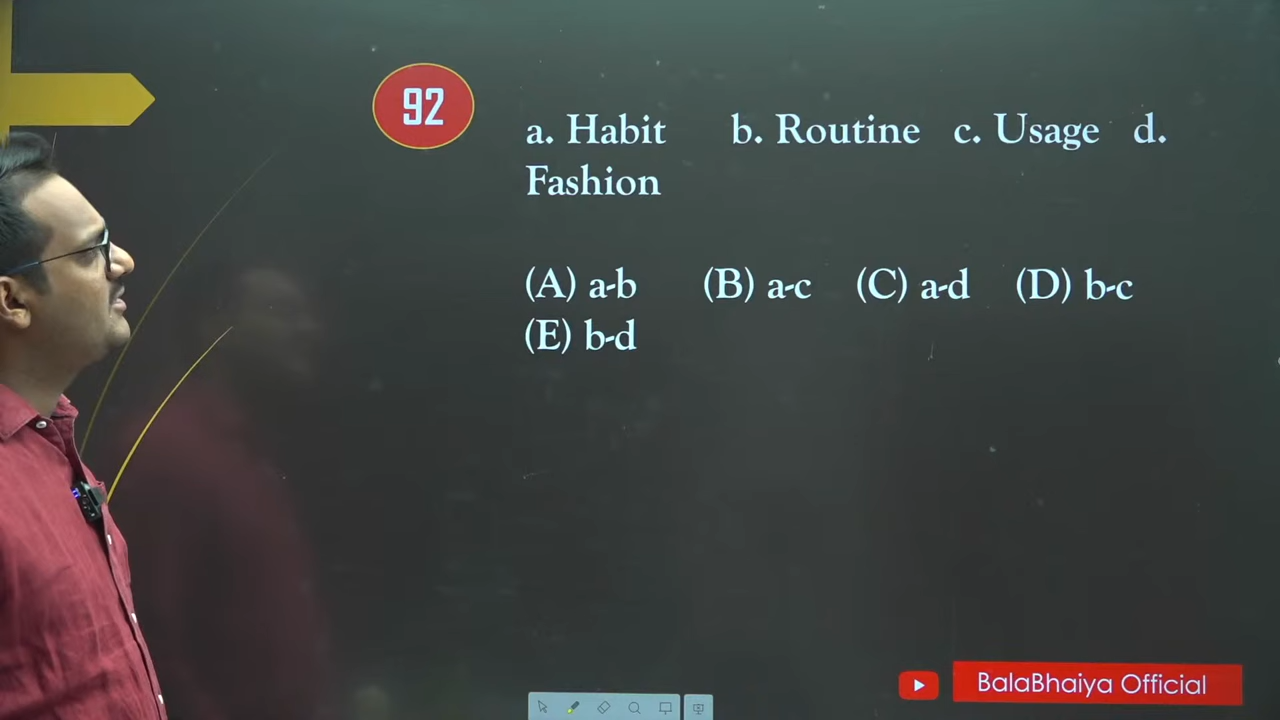 92
a. Habit b. Routine c. Usage d.
Fashion
(A) a-b (B) a-c (C) a-d (D) b-c
(E) b-d
BalaBhaiya Official